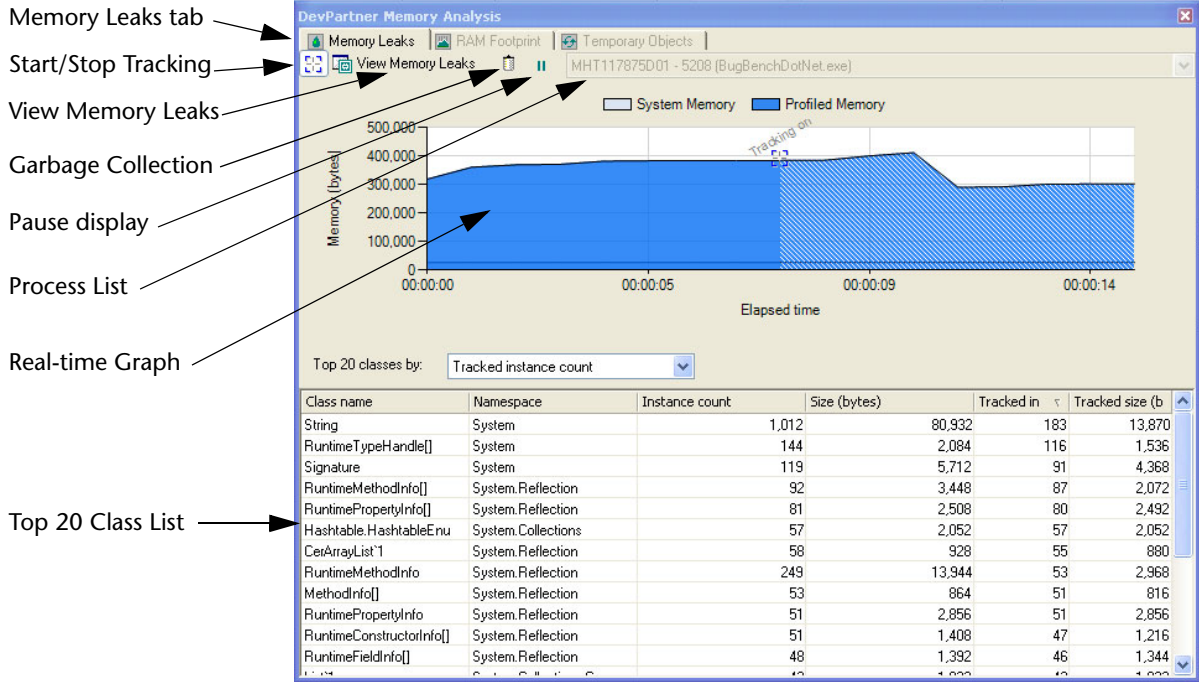 Memory Leaks tab
Start/Stop Tracking
View Memory Leaks
Garbage Collection
Pause display
Process List
Real-time Graph
Top 20 Class List
DevPartner Memory Analysis
Memory Leaks RAM Footprint Temporary Objects
View Memory Leaks MHT117875D01 - 5208 (BugBenchDotNet.exe)
System Memory Profiled Memory
Tracking on
Memory (bytes)
500,000
400,000
300,000
200,000
100,000
0
00:00:00 00:00:05 00:00:09 00:00:14
Elapsed time
Top 20 classes by: Tracked instance count
Class name Namespace Instance count Size (bytes) Tracked in Tracked size (b
String System 1,012 80,932 183 13,870
RuntimeTypeHandle[] System 144 2,084 116 1,536
Signature System 119 5,712 91 4,368
RuntimeMethodInfo[] System.Reflection 92 3,448 87 2,072
RuntimePropertyInfo[] System.Reflection 81 2,508 80 2,492
Hashtable.HashtableEnu System.Collections 57 2,052 57 2,052
CerArrayList`1 System.Reflection 58 928 55 880
RuntimeMethodInfo System.Reflection 249 13,944 53 2,968
MethodInfo[] System.Reflection 53 864 51 816
RuntimePropertyInfo System.Reflection 51 2,856 51 2,856
RuntimeConstructorInfo[] System.Reflection 51 1,408 47 1,216
RuntimeFieldInfo[] System.Reflection 48 1,392 46 1,344